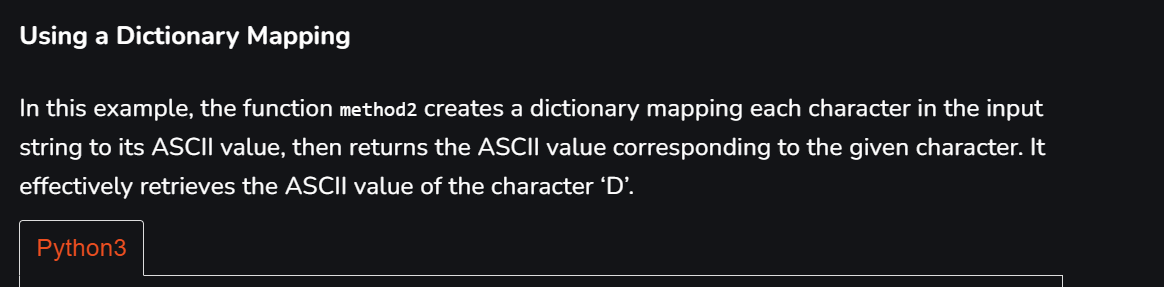 Using a Dictionary Mapping
In this example, the function method2 creates a dictionary mapping each character in the input
string to its ASCII value, then returns the ASCII value corresponding to the given character. It
effectively retrieves the ASCII value of the character ‘D’.
Python3